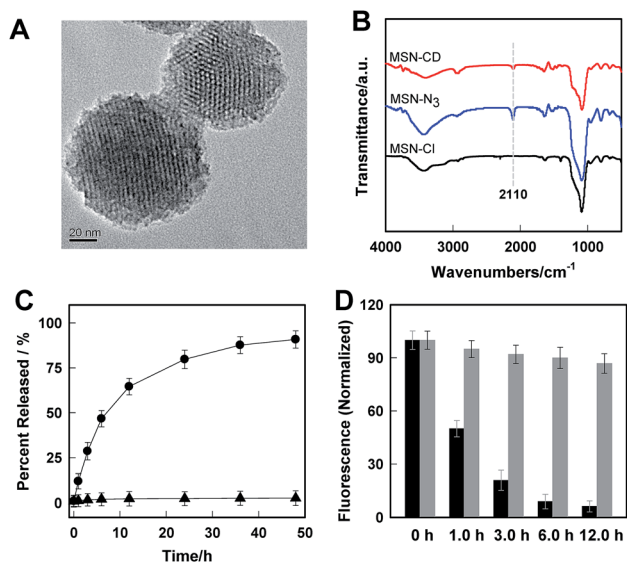 A
20 nm
B
Transmittance/a.u.
MSN-CD
MSN-N₃
MSN-Cl
2110
4000 3000 2000 1000
Wavenumbers/cm⁻¹
C
Percent Released / %
100
75
50
25
0
0 10 20 30 40 50
Time/h
D
Fluorescence (Normalized)
120
90
60
30
0
0 h 1.0 h 3.0 h 6.0 h 12.0 h